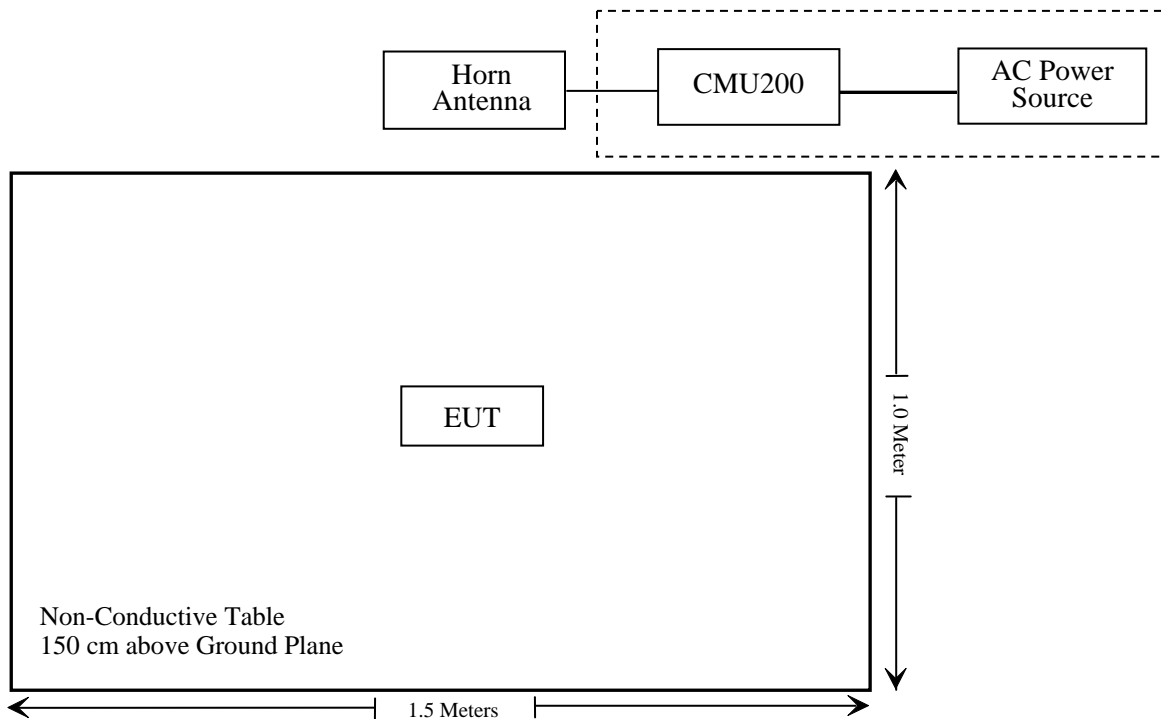 Horn
Antenna
CMU200
AC Power
Source
EUT
1.0 Meter
Non-Conductive Table
150 cm above Ground Plane
1.5 Meters